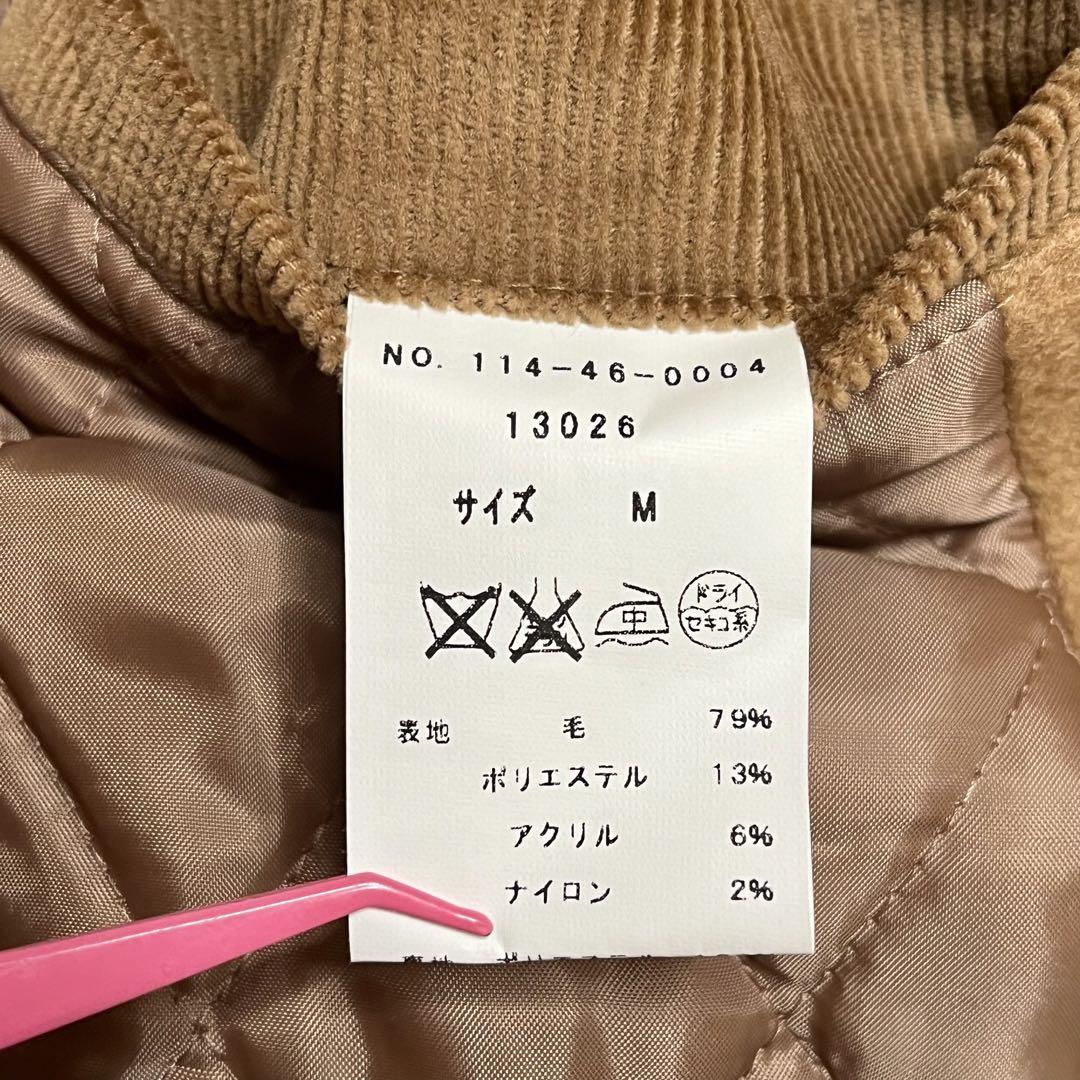 NO. 114-46-0004
13026
サイズ M
中 ドライ
セキユ系
表地 毛 79%
ポリエステル 13%
アクリル 6%
ナイロン 2%